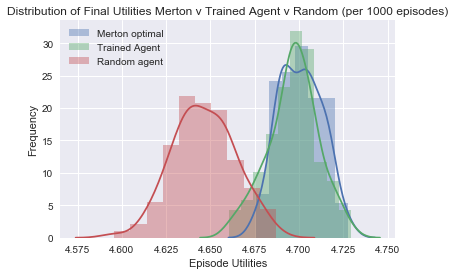 Distribution of Final Utilities Merton v Trained Agent v Random (per 1000 episodes)
Merton optimal
Trained Agent
Random agent
Frequency
30
25
20
15
10
5
0
4.575 4.600 4.625 4.650 4.675 4.700 4.725 4.750
Episode Utilities